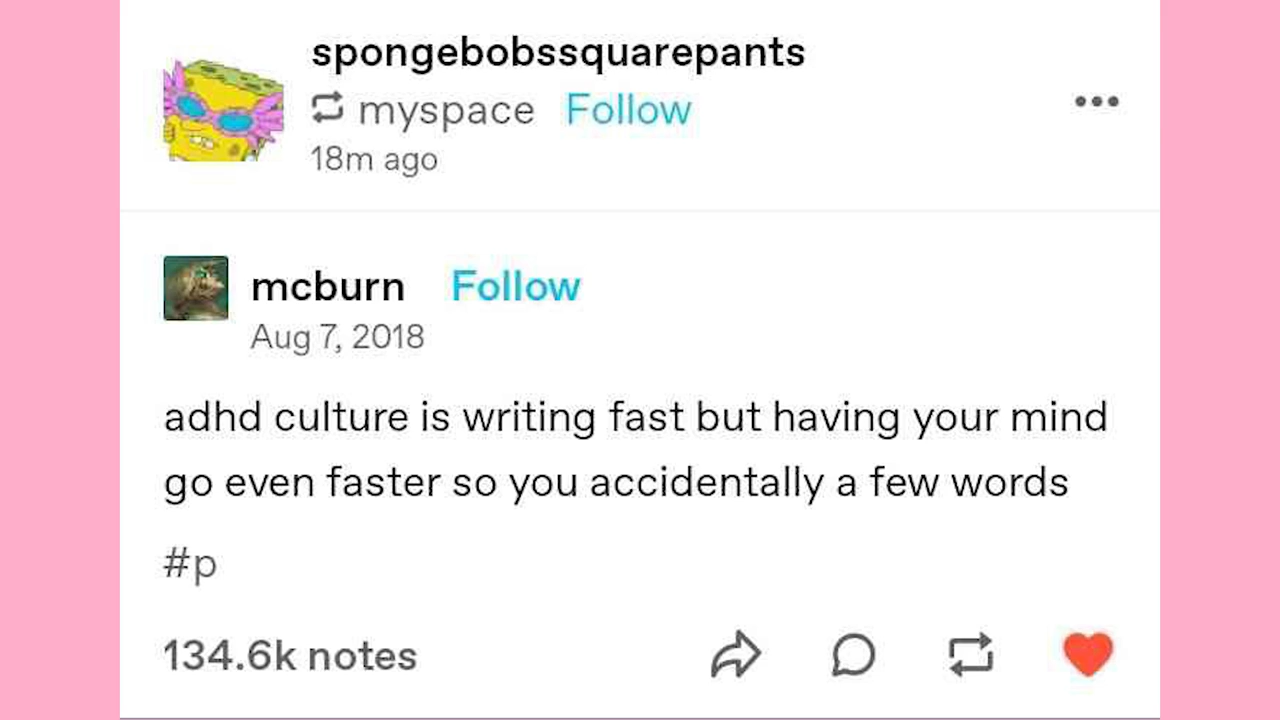 spongebobssquarepants
myspace Follow
18m ago
mcburn Follow
Aug 7, 2018
adhd culture is writing fast but having your mind
go even faster so you accidentally a few words
#p
134.6k notes